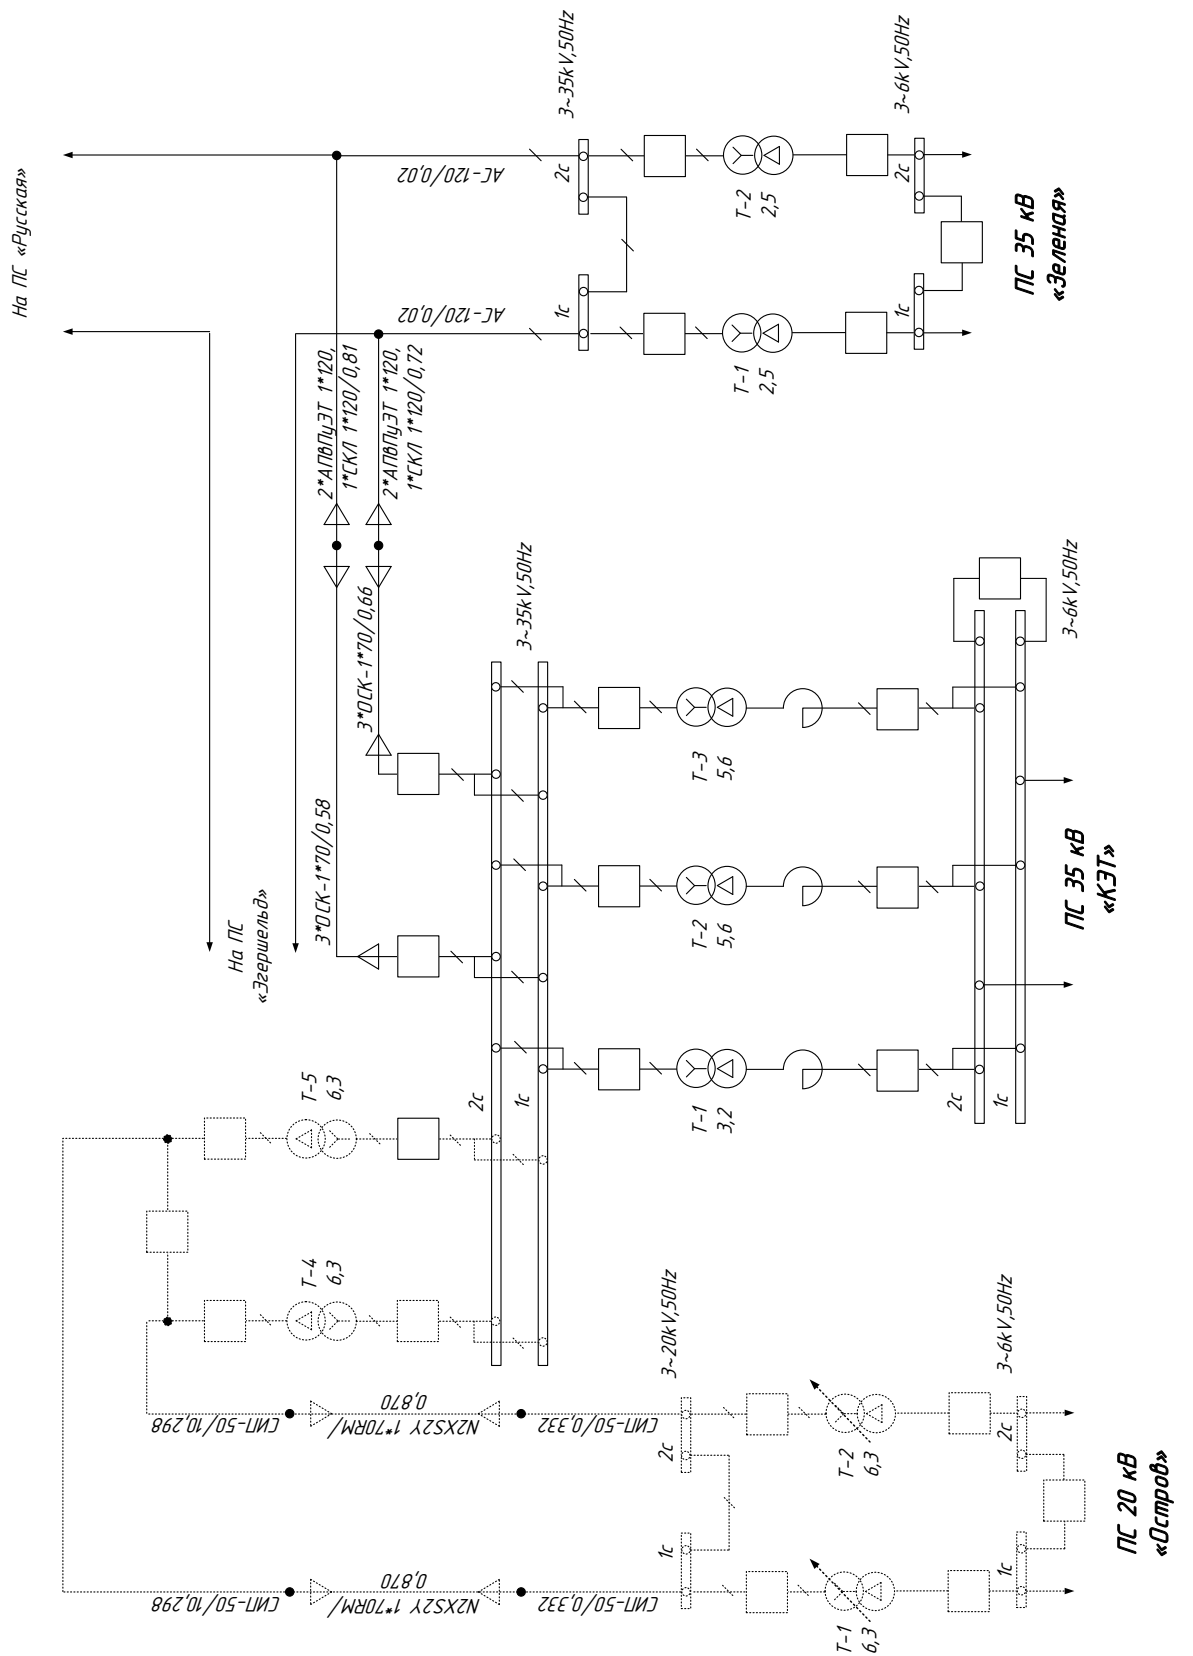 На ПС «Русская»
3~35kV,50Hz
3~6kV,50Hz
АС-120/0,02
2с
Т-2
2,5
2с
ПС 35 кВ
«Зеленая»
АС-120/0,02
1с
Т-1
2,5
1с
2*АПвПуЭТ 1*120,
1*СКЛ 1*120/0,81
2*АПвПуЭТ 1*120,
1*СКЛ 1*120/0,72
3*ОСК-1*70/0,66
3~35kV,50Hz
3~6kV,50Hz
3*ОСК-1*70/0,58
На ПС
«Эгершельд»
Т-3
5,6
Т-2
5,6
ПС 35 кВ
«КЭТ»
Т-1
3,2
2с
1с
2с
1с
Т-5
6,3
Т-4
6,3
3~20kV,50Hz
3~6kV,50Hz
СИП-50/10,298
N2XS2Y 1*70RM/
0,870
СИП-50/0,332
2с
Т-2
6,3
2с
ПС 20 кВ
«Остров»
СИП-50/10,298
N2XS2Y 1*70RM/
0,870
СИП-50/0,332
1с
Т-1
6,3
1с